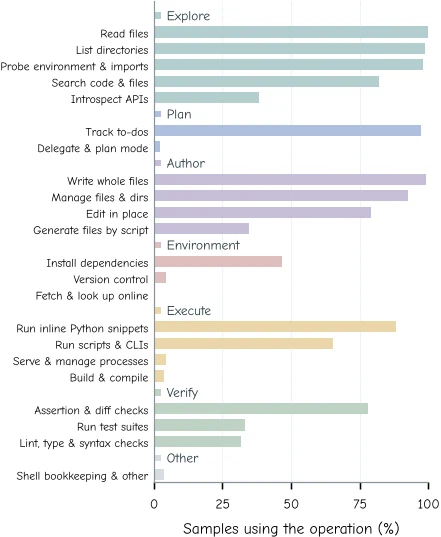 Explore
Read files
List directories
Probe environment & imports
Search code & files
Introspect APIs
Plan
Track to-dos
Delegate & plan mode
Author
Write whole files
Manage files & dirs
Edit in place
Generate files by script
Environment
Install dependencies
Version control
Fetch & look up online
Execute
Run inline Python snippets
Run scripts & CLIs
Serve & manage processes
Build & compile
Verify
Assertion & diff checks
Run test suites
Lint, type & syntax checks
Other
Shell bookkeeping & other
0 25 50 75 100
Samples using the operation (%)